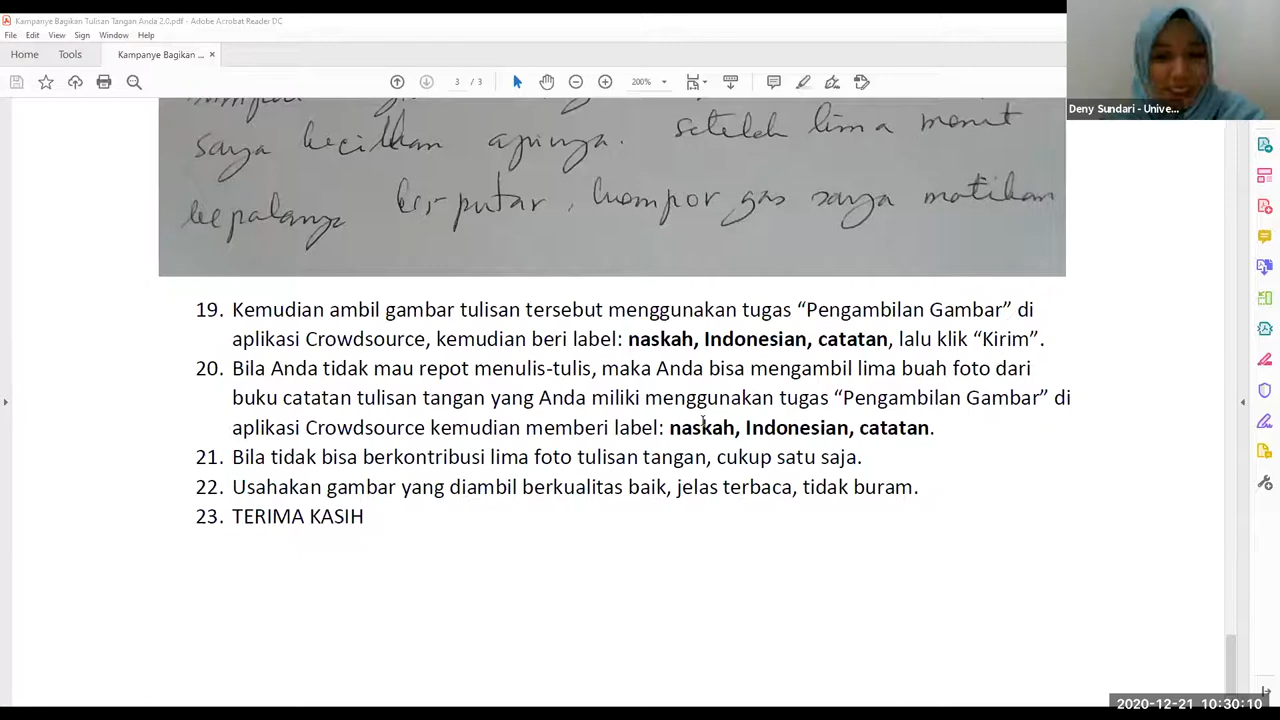 Kampanye Bagikan Tulisan Tangan Anda 2.0.pdf - Adobe Acrobat Reader DC
File Edit View Sign Window Help
Home Tools Kampanye Bagikan ... ×
3 / 3 200%
Deny Sundari - Unive...
saya kecilkan apinya. setelah lima menit
kepalanya berputar, kompor gas saya matikan
19. Kemudian ambil gambar tulisan tersebut menggunakan tugas “Pengambilan Gambar” di
aplikasi Crowdsource, kemudian beri label: naskah, Indonesian, catatan, lalu klik “Kirim”.
20. Bila Anda tidak mau repot menulis-tulis, maka Anda bisa mengambil lima buah foto dari
buku catatan tulisan tangan yang Anda miliki menggunakan tugas “Pengambilan Gambar” di
aplikasi Crowdsource kemudian memberi label: naskah, Indonesian, catatan.
21. Bila tidak bisa berkontribusi lima foto tulisan tangan, cukup satu saja.
22. Usahakan gambar yang diambil berkualitas baik, jelas terbaca, tidak buram.
23. TERIMA KASIH
2020-12-21 10:30:10